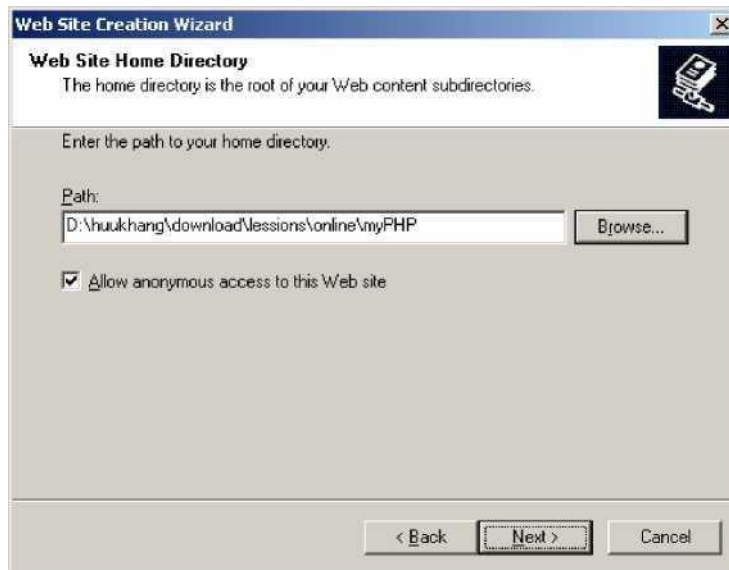 Web Site Creation Wizard
Web Site Home Directory
The home directory is the root of your Web content subdirectories.
Enter the path to your home directory.
Path:
D:\huukhang\download\lessions\online\myPHP
Browse...
Allow anonymous access to this Web site
< Back
Next >
Cancel